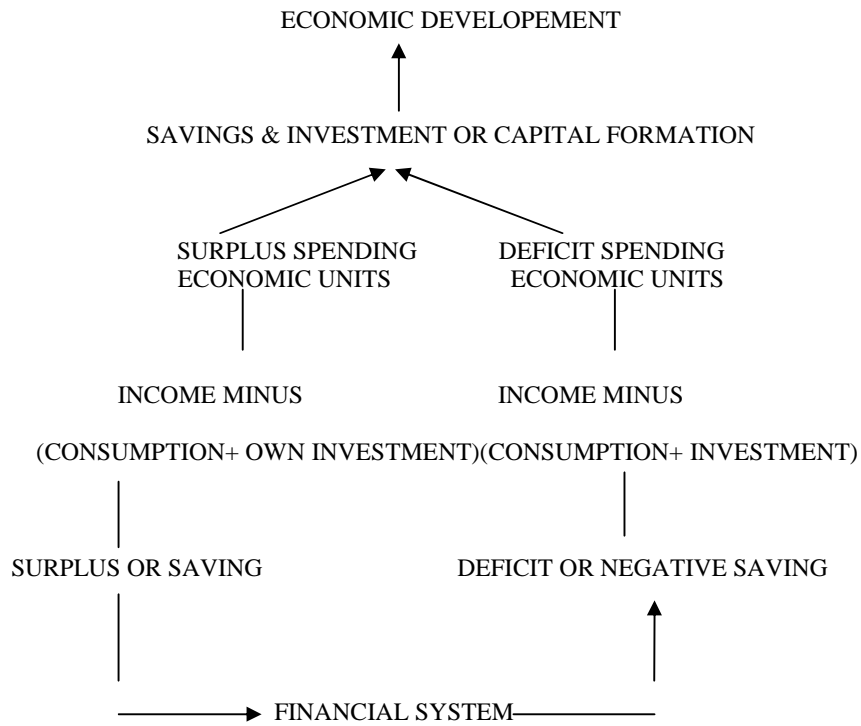 ECONOMIC DEVELOPEMENT
SAVINGS & INVESTMENT OR CAPITAL FORMATION
SURPLUS SPENDING DEFICIT SPENDING
ECONOMIC UNITS ECONOMIC UNITS
INCOME MINUS INCOME MINUS
(CONSUMPTION+ OWN INVESTMENT)(CONSUMPTION+ INVESTMENT)
SURPLUS OR SAVING DEFICIT OR NEGATIVE SAVING
FINANCIAL SYSTEM